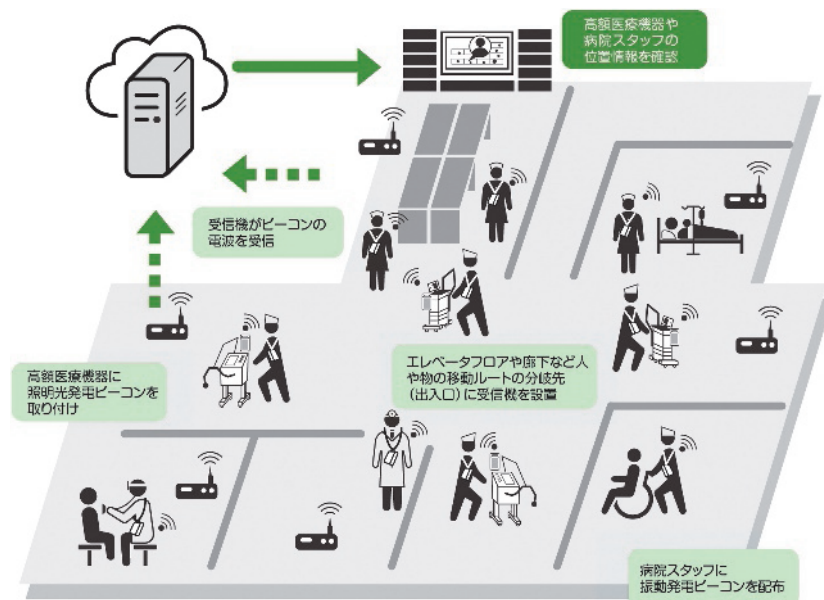 高額医療機器や
病院スタッフの
位置情報を確認
受信機がビーコンの
電波を受信
高額医療機器に
照明光発電ビーコンを
取り付け
エレベータフロアや廊下など人
や物の移動ルートの分岐先
(出入口)に受信機を設置
病院スタッフに
振動発電ビーコンを配布